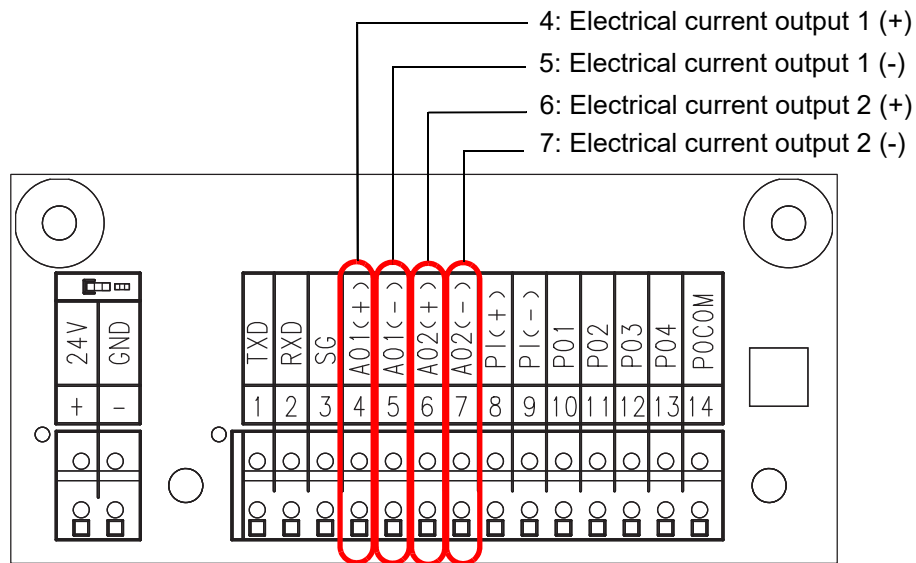 4: Electrical current output 1 (+)
5: Electrical current output 1 (-)
6: Electrical current output 2 (+)
7: Electrical current output 2 (-)
24V GND TXD RXD SG AO1(+) AO1(-) AO2(+) AO2(-) PI(+) PI(-) PO1 PO2 PO3 PO4 POCOM
+ - 1 2 3 4 5 6 7 8 9 10 11 12 13 14